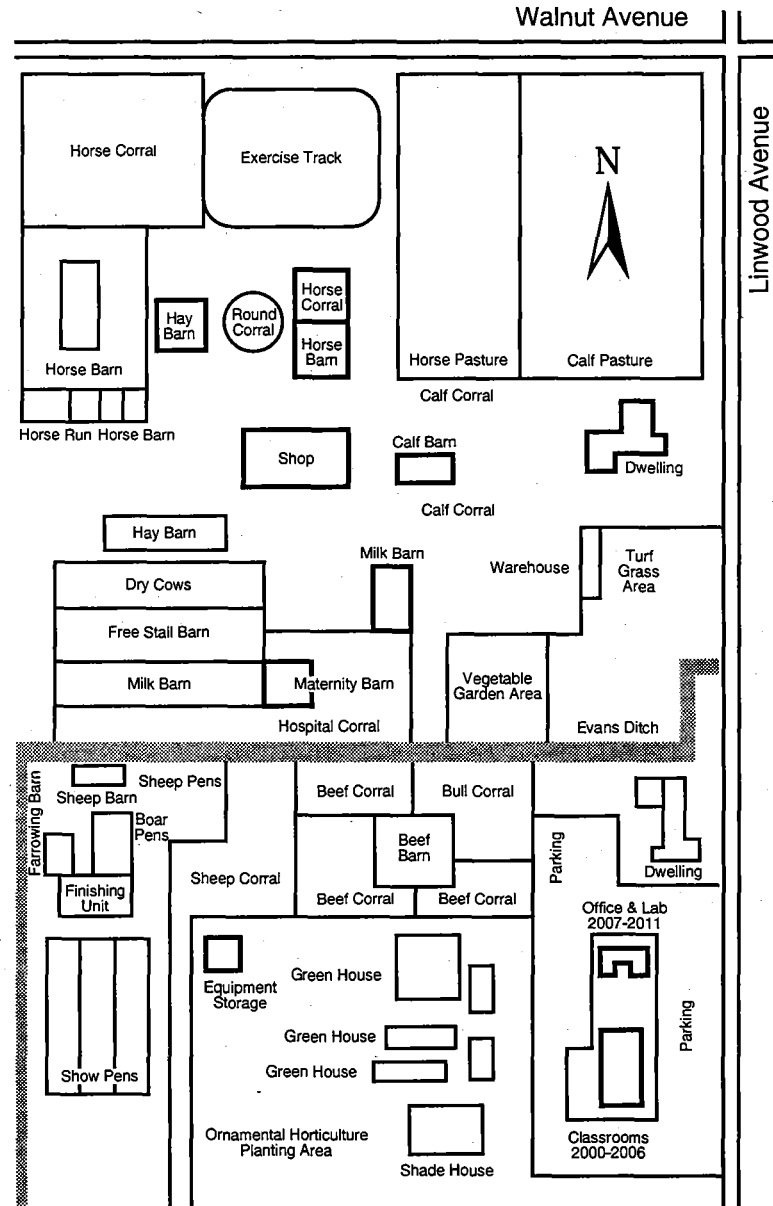 Walnut Avenue
Linwood Avenue
Horse Corral
Exercise Track
N
Hay
Barn
Round
Corral
Horse
Corral
Horse
Barn
Horse Barn
Horse Pasture
Calf Pasture
Calf Corral
Horse Run
Horse Barn
Shop
Calf Barn
Dwelling
Calf Corral
Hay Barn
Milk Barn
Warehouse
Turf
Grass
Area
Dry Cows
Free Stall Barn
Milk Barn
Maternity Barn
Vegetable
Garden Area
Hospital Corral
Evans Ditch
Farrowing Barn
Sheep Barn
Sheep Pens
Boar
Pens
Beef Corral
Bull Corral
Beef
Barn
Parking
Dwelling
Finishing
Unit
Sheep Corral
Beef Corral
Beef Corral
Office & Lab
2007-2011
Equipment
Storage
Green House
Parking
Green House
Green House
Show Pens
Ornamental Horticulture
Planting Area
Shade House
Classrooms
2000-2006